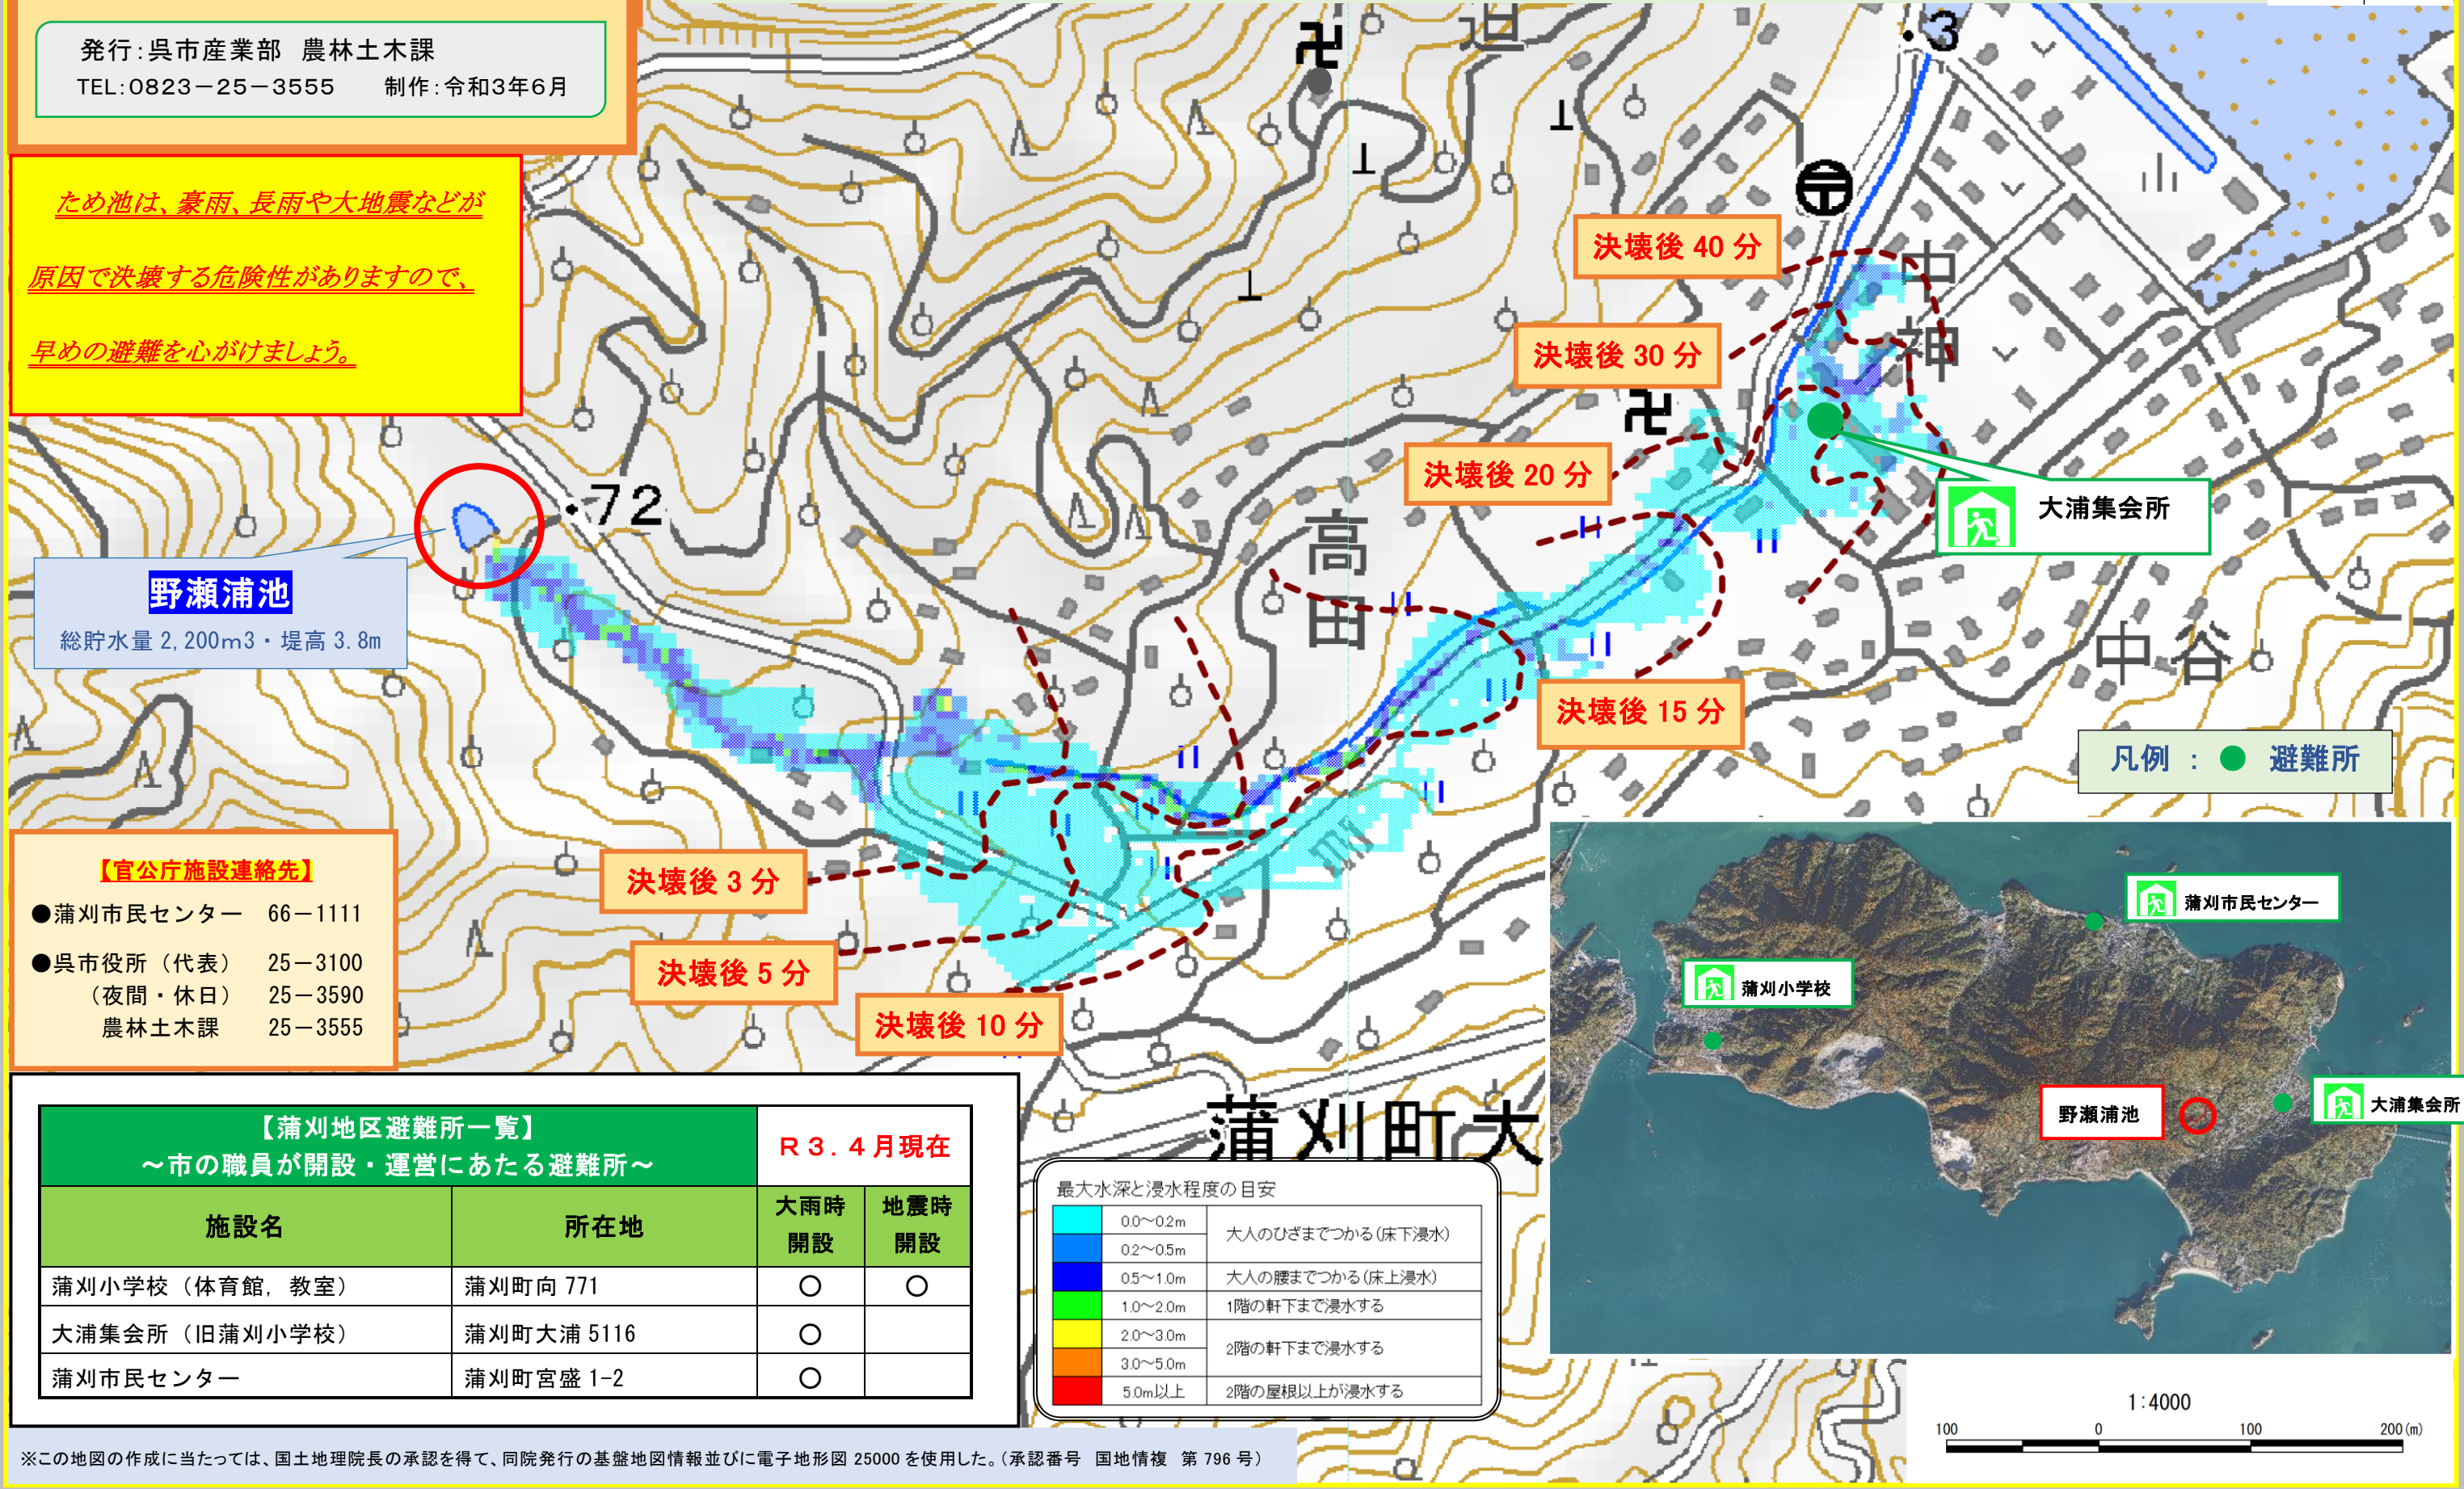 発行：呉市産業部　農林土木課
TEL：0823－25－3555　　制作：令和3年6月
ため池は、豪雨、長雨や大地震などが
原因で決壊する危険性がありますので、
早めの避難を心がけましょう。
迫
3
決壊後 40 分
中
神
決壊後 30 分
決壊後 20 分
大浦集会所
72
高
田
野瀬浦池
総貯水量 2,200ｍ3・堤高 3.8m
中谷
決壊後 15 分
凡例 ： ● 避難所
決壊後 3 分
決壊後 5 分
決壊後 10 分
【官公庁施設連絡先】
●蒲刈市民センター　66－1111
●呉市役所（代表）　25－3100
（夜間・休日）　25－3590
農林土木課　　25－3555
蒲刈市民センター
蒲刈小学校
野瀬浦池
大浦集会所
蒲刈町大
【蒲刈地区避難所一覧】
～市の職員が開設・運営にあたる避難所～
Ｒ３．４月現在
施設名　所在地　大雨時開設　地震時開設
蒲刈小学校（体育館，教室）　蒲刈町向 771　○　○
大浦集会所（旧蒲刈小学校）　蒲刈町大浦 5116　○
蒲刈市民センター　蒲刈町宮盛 1-2　○
最大水深と浸水程度の目安
0.0～0.2m　大人のひざまでつかる(床下浸水)
0.2～0.5m
0.5～1.0m　大人の腰までつかる(床上浸水)
1.0～2.0m　1階の軒下まで浸水する
2.0～3.0m　2階の軒下まで浸水する
3.0～5.0m
5.0m以上　2階の屋根以上が浸水する
1:4000
100　0　100　200(m)
※この地図の作成に当たっては、国土地理院長の承認を得て、同院発行の基盤地図情報並びに電子地形図 25000 を使用した。（承認番号　国地情複　第 796 号）